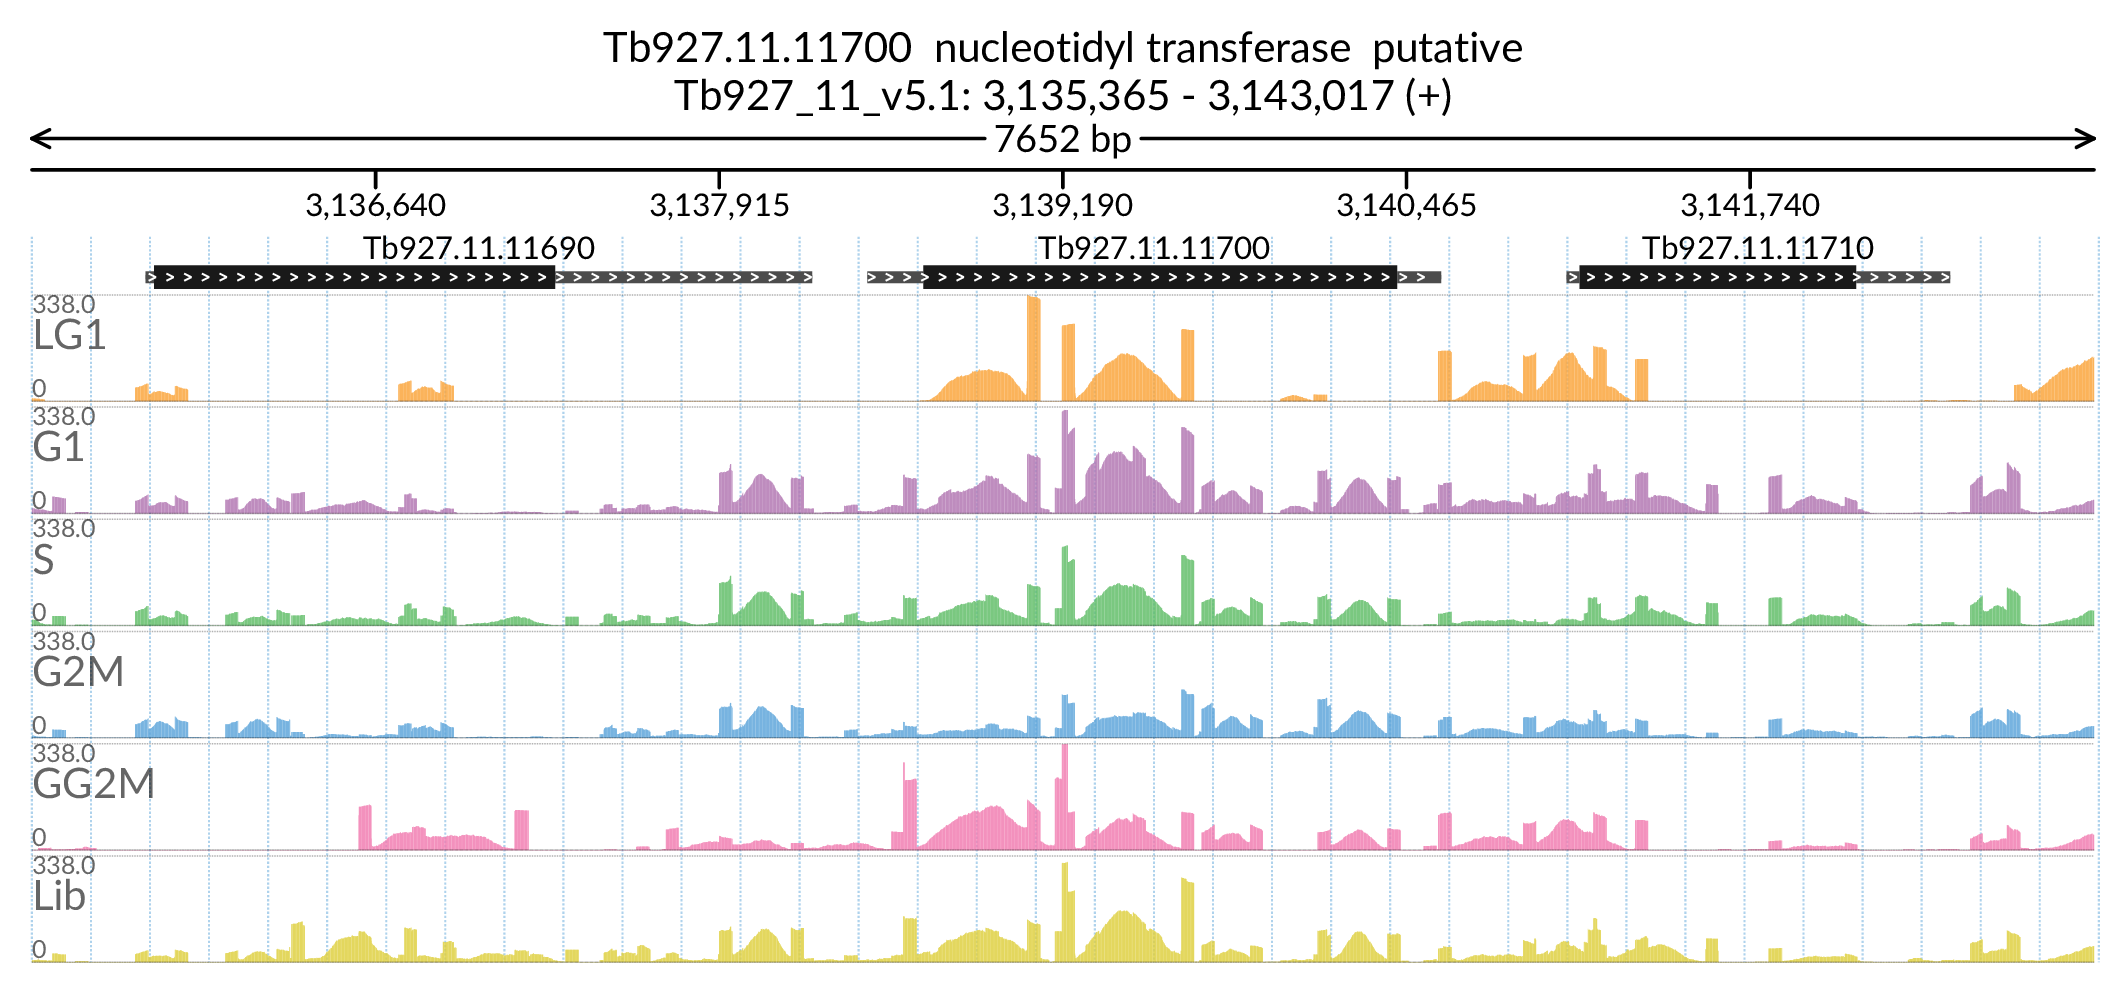 Tb927.11.11700 nucleotidyl transferase putative
Tb927_11_v5.1: 3,135,365 - 3,143,017 (+)
7652 bp
3,136,640 3,137,915 3,139,190 3,140,465 3,141,740
Tb927.11.11690 Tb927.11.11700 Tb927.11.11710
338.0
LG1
0
338.0
G1
0
338.0
S
0
338.0
G2M
0
338.0
GG2M
0
338.0
Lib
0